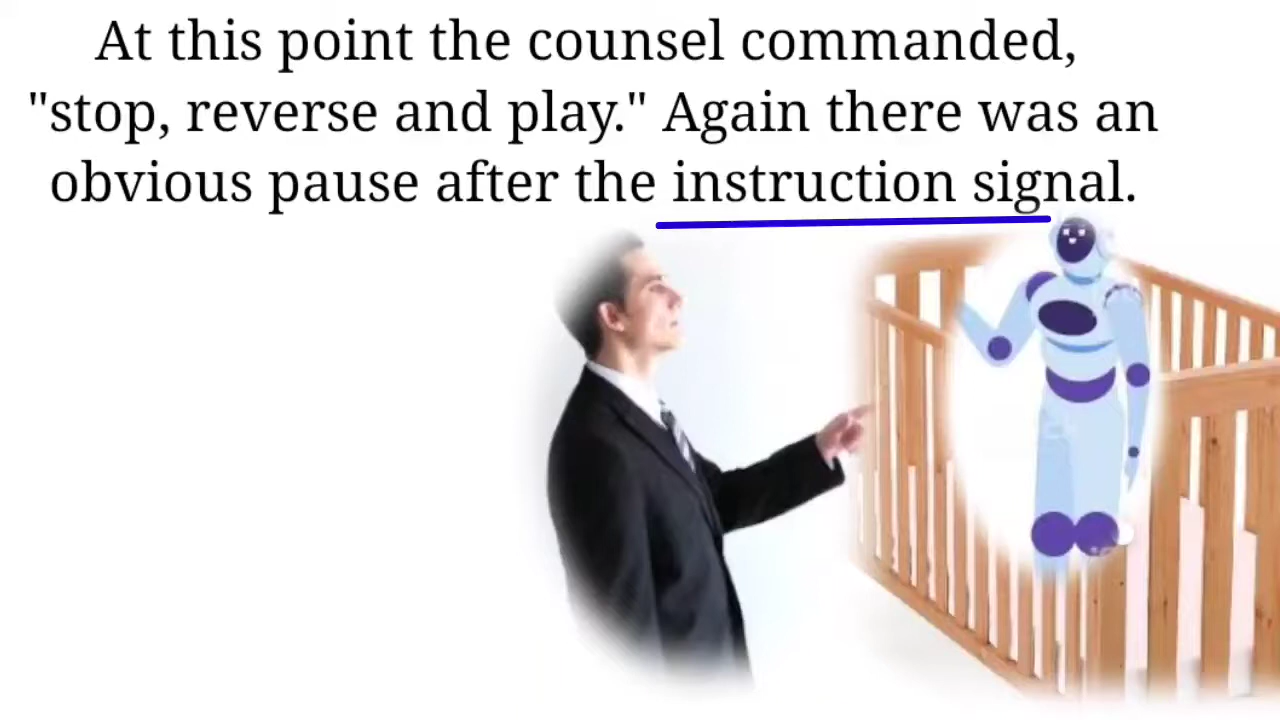 At this point the counsel commanded,
"stop, reverse and play." Again there was an
obvious pause after the instruction signal.